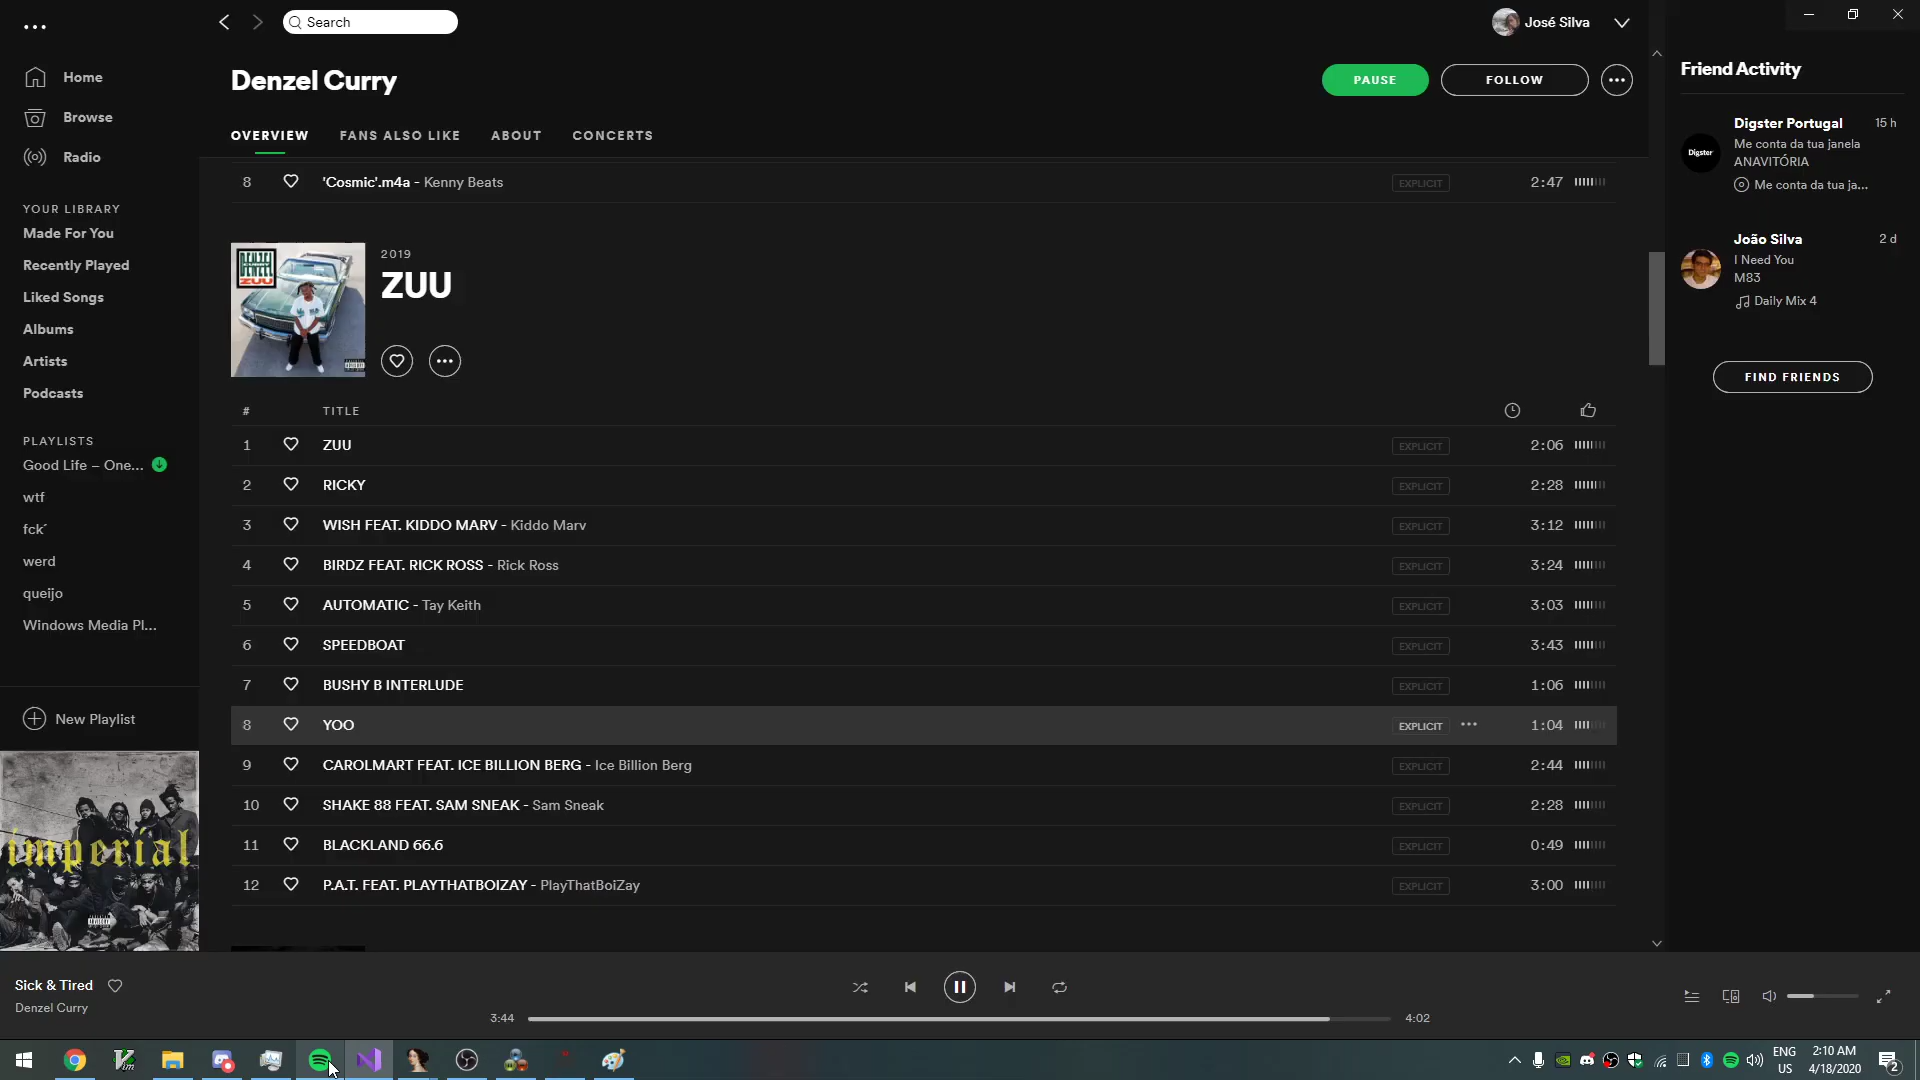 Search
José Silva
Home
Browse
Radio
YOUR LIBRARY
Made For You
Recently Played
Liked Songs
Albums
Artists
Podcasts
PLAYLISTS
Good Life – One...
wtf
fck´
werd
queijo
Windows Media Pl...
New Playlist
imperial
Denzel Curry
PAUSE
FOLLOW
OVERVIEW
FANS ALSO LIKE
ABOUT
CONCERTS
8 'Cosmic'.m4a - Kenny Beats EXPLICIT 2:47
DENZEL
ZUU
2019
ZUU
# TITLE
1 ZUU EXPLICIT 2:06
2 RICKY EXPLICIT 2:28
3 WISH FEAT. KIDDO MARV - Kiddo Marv EXPLICIT 3:12
4 BIRDZ FEAT. RICK ROSS - Rick Ross EXPLICIT 3:24
5 AUTOMATIC - Tay Keith EXPLICIT 3:03
6 SPEEDBOAT EXPLICIT 3:43
7 BUSHY B INTERLUDE EXPLICIT 1:06
8 YOO EXPLICIT 1:04
9 CAROLMART FEAT. ICE BILLION BERG - Ice Billion Berg EXPLICIT 2:44
10 SHAKE 88 FEAT. SAM SNEAK - Sam Sneak EXPLICIT 2:28
11 BLACKLAND 66.6 EXPLICIT 0:49
12 P.A.T. FEAT. PLAYTHATBOIZAY - PlayThatBoiZay EXPLICIT 3:00
Friend Activity
Digster
Digster Portugal 15 h
Me conta da tua janela
ANAVITÓRIA
Me conta da tua ja...
João Silva 2 d
I Need You
M83
Daily Mix 4
FIND FRIENDS
Sick & Tired
Denzel Curry
3:44
4:02
ENG
US
2:10 AM
4/18/2020
2